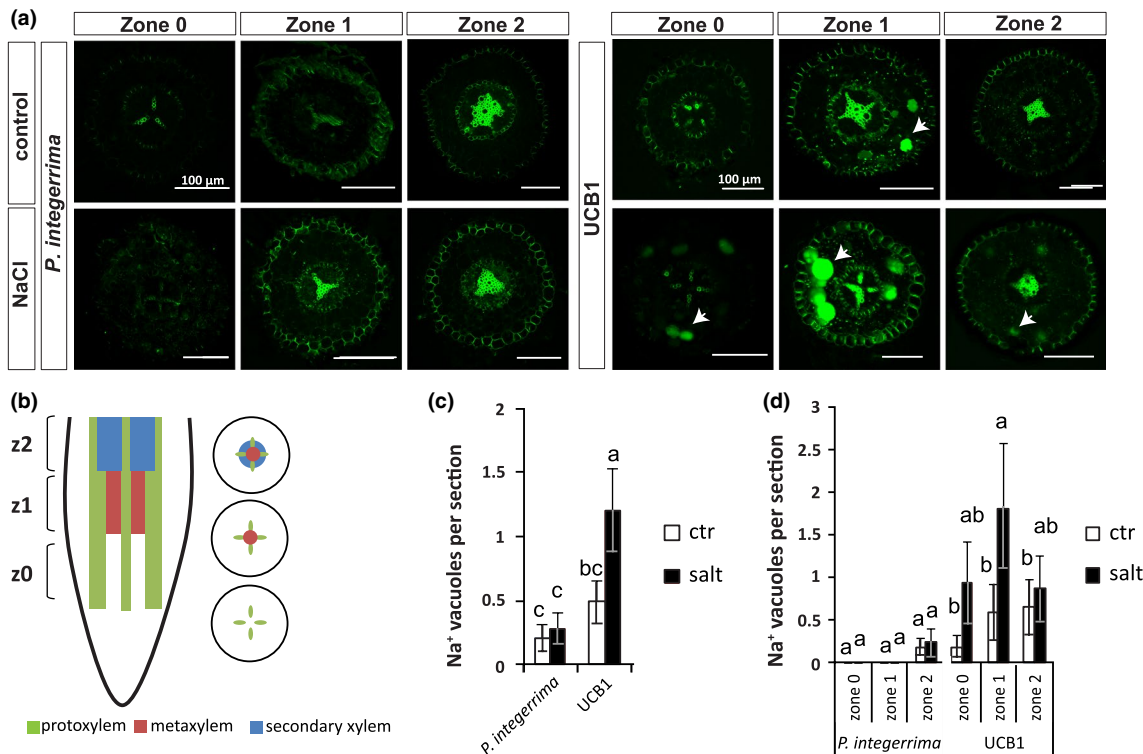 (a)
Zone 0 Zone 1 Zone 2 Zone 0 Zone 1 Zone 2
control
P. integerrima
NaCl
UCB1
100 µm
100 µm
(b)
z2
z1
z0
protoxylem metaxylem secondary xylem
(c)
Na⁺ vacuoles per section
2
1.5
1
0.5
0
c c bc a
P. integerrima UCB1
ctr
salt
(d)
Na⁺ vacuoles per section
3
2.5
2
1.5
1
0.5
0
a a a a a a b ab b a b ab
zone 0 zone 1 zone 2 zone 0 zone 1 zone 2
P. integerrima UCB1
ctr
salt